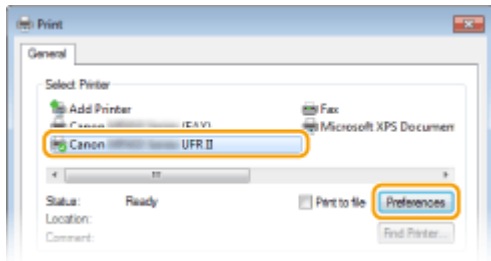 Print
General
Select Printer
Add Printer
Fax
Canon (FAX)
Microsoft XPS Documen
Canon UFR II
Status: Ready
Print to file
Preferences
Location:
Comment:
Find Printer...